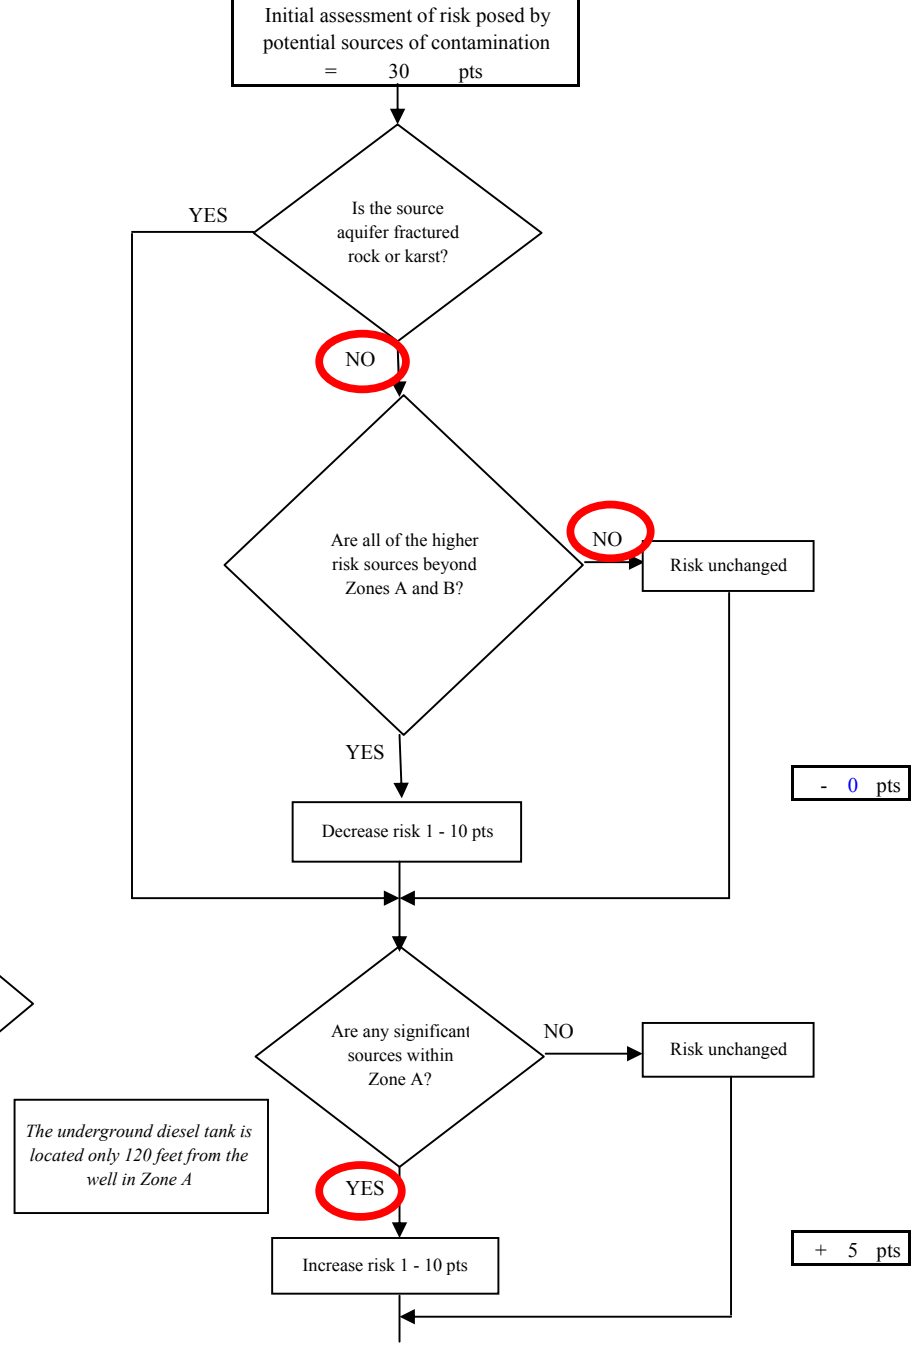 Initial assessment of risk posed by
potential sources of contamination
= 30 pts
YES
Is the source
aquifer fractured
rock or karst?
NO
Are all of the higher
risk sources beyond
Zones A and B?
NO
Risk unchanged
YES
- 0 pts
Decrease risk 1 - 10 pts
Are any significant
sources within
Zone A?
NO
Risk unchanged
The underground diesel tank is
located only 120 feet from the
well in Zone A
YES
+ 5 pts
Increase risk 1 - 10 pts